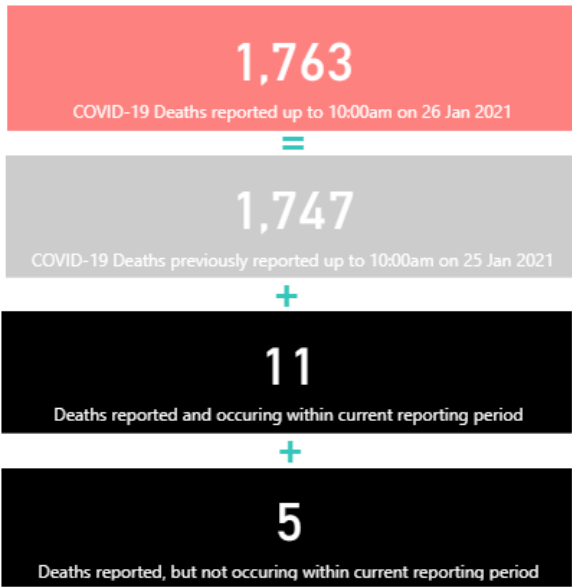 1,763
COVID-19 Deaths reported up to 10:00am on 26 Jan 2021
=
1,747
COVID-19 Deaths previously reported up to 10:00am on 25 Jan 2021
+
11
Deaths reported and occuring within current reporting period
+
5
Deaths reported, but not occuring within current reporting period